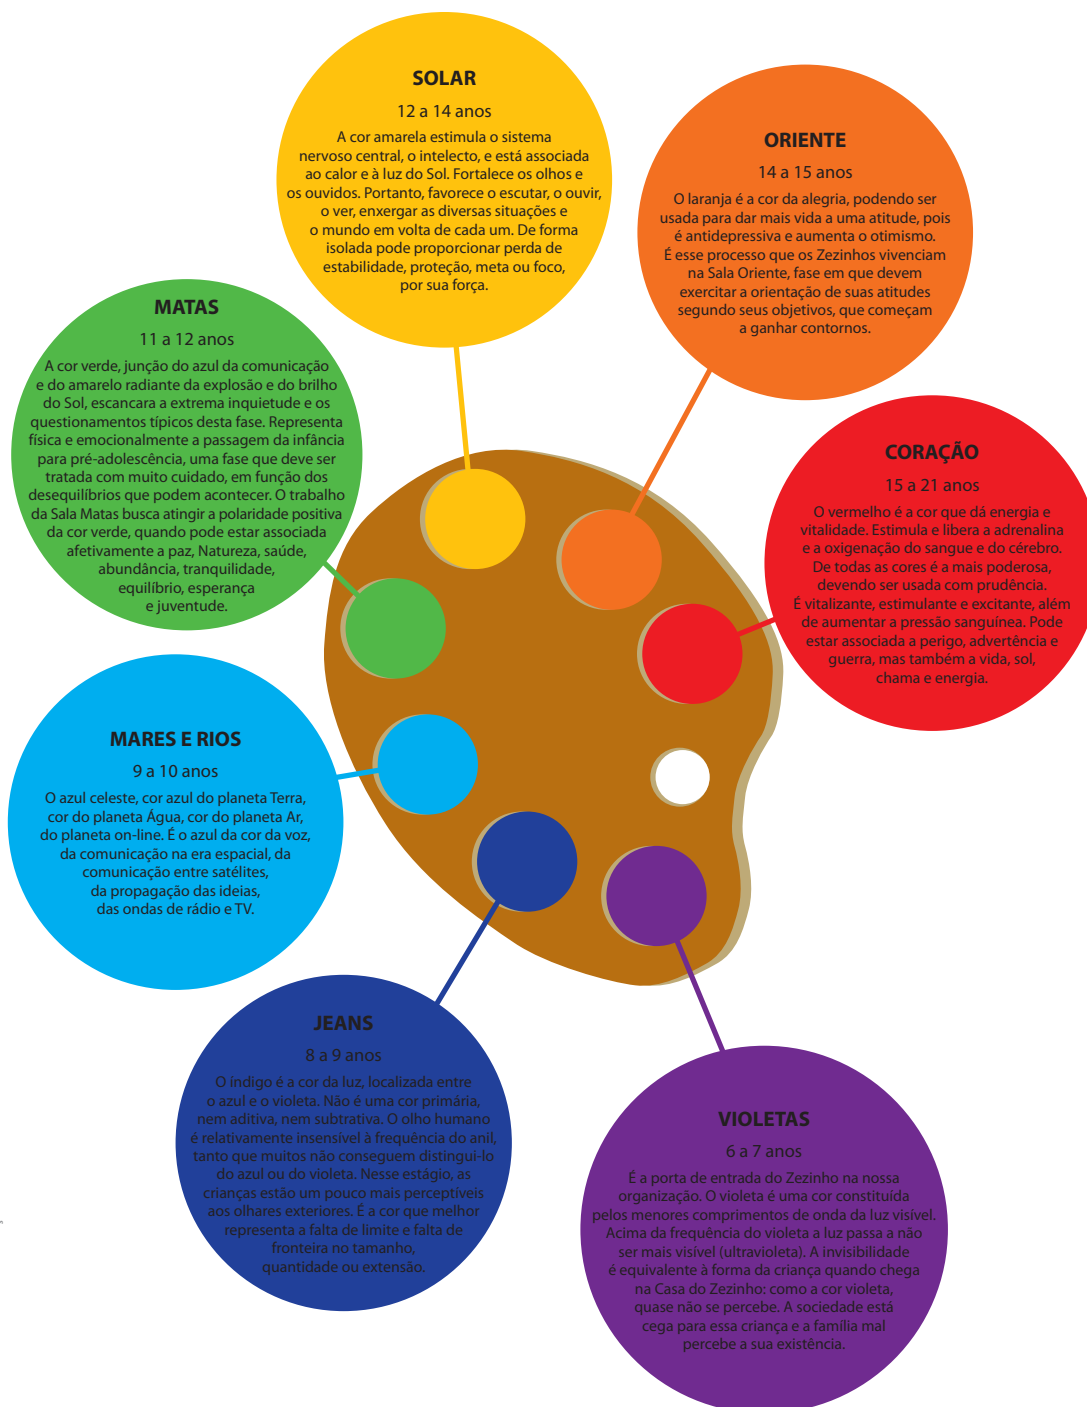 SOLAR
12 a 14 anos
A cor amarela estimula o sistema
nervoso central, o intelecto, e está associada
ao calor e à luz do Sol. Fortalece os olhos e
os ouvidos. Portanto, favorece o escutar, o ouvir,
o ver, enxergar as diversas situações e
o mundo em volta de cada um. De forma
isolada pode proporcionar perda de
estabilidade, proteção, meta ou foco,
por sua força.
ORIENTE
14 a 15 anos
O laranja é a cor da alegria, podendo ser
usada para dar mais vida a uma atitude, pois
é antidepressiva e aumenta o otimismo.
É esse processo que os Zezinhos vivenciam
na Sala Oriente, fase em que devem
exercitar a orientação de suas atitudes
segundo seus objetivos, que começam
a ganhar contornos.
MATAS
11 a 12 anos
A cor verde, junção do azul da comunicação
e do amarelo radiante da explosão e do brilho
do Sol, escancara a extrema inquietude e os
questionamentos típicos desta fase. Representa
física e emocionalmente a passagem da infância
para pré-adolescência, uma fase que deve ser
tratada com muito cuidado, em função dos
desequilíbrios que podem acontecer. O trabalho
da Sala Matas busca atingir a polaridade positiva
da cor verde, quando pode estar associada
afetivamente a paz, Natureza, saúde,
abundância, tranquilidade,
equilíbrio, esperança
e juventude.
CORAÇÃO
15 a 21 anos
O vermelho é a cor que dá energia e
vitalidade. Estimula e libera a adrenalina
e a oxigenação do sangue e do cérebro.
De todas as cores é a mais poderosa,
devendo ser usada com prudência.
É vitalizante, estimulante e excitante, além
de aumentar a pressão sanguínea. Pode
estar associada a perigo, advertência e
guerra, mas também a vida, sol,
chama e energia.
MARES E RIOS
9 a 10 anos
O azul celeste, cor azul do planeta Terra,
cor do planeta Água, cor do planeta Ar,
do planeta on-line. É o azul da cor da voz,
da comunicação na era espacial, da
comunicação entre satélites,
da propagação das ideias,
das ondas de rádio e TV.
JEANS
8 a 9 anos
O índigo é a cor da luz, localizada entre
o azul e o violeta. Não é uma cor primária,
nem aditiva, nem subtrativa. O olho humano
é relativamente insensível à frequência do anil,
tanto que muitos não conseguem distingui-lo
do azul ou do violeta. Nesse estágio, as
crianças estão um pouco mais perceptíveis
aos olhares exteriores. É a cor que melhor
representa a falta de limite e falta de
fronteira no tamanho,
quantidade ou extensão.
VIOLETAS
6 a 7 anos
É a porta de entrada do Zezinho na nossa
organização. O violeta é uma cor constituída
pelos menores comprimentos de onda da luz visível.
Acima da frequência do violeta a luz passa a não
ser mais visível (ultravioleta). A invisibilidade
é equivalente à forma da criança quando chega
na Casa do Zezinho: como a cor violeta,
quase não se percebe. A sociedade está
cega para essa criança e a família mal
percebe a sua existência.